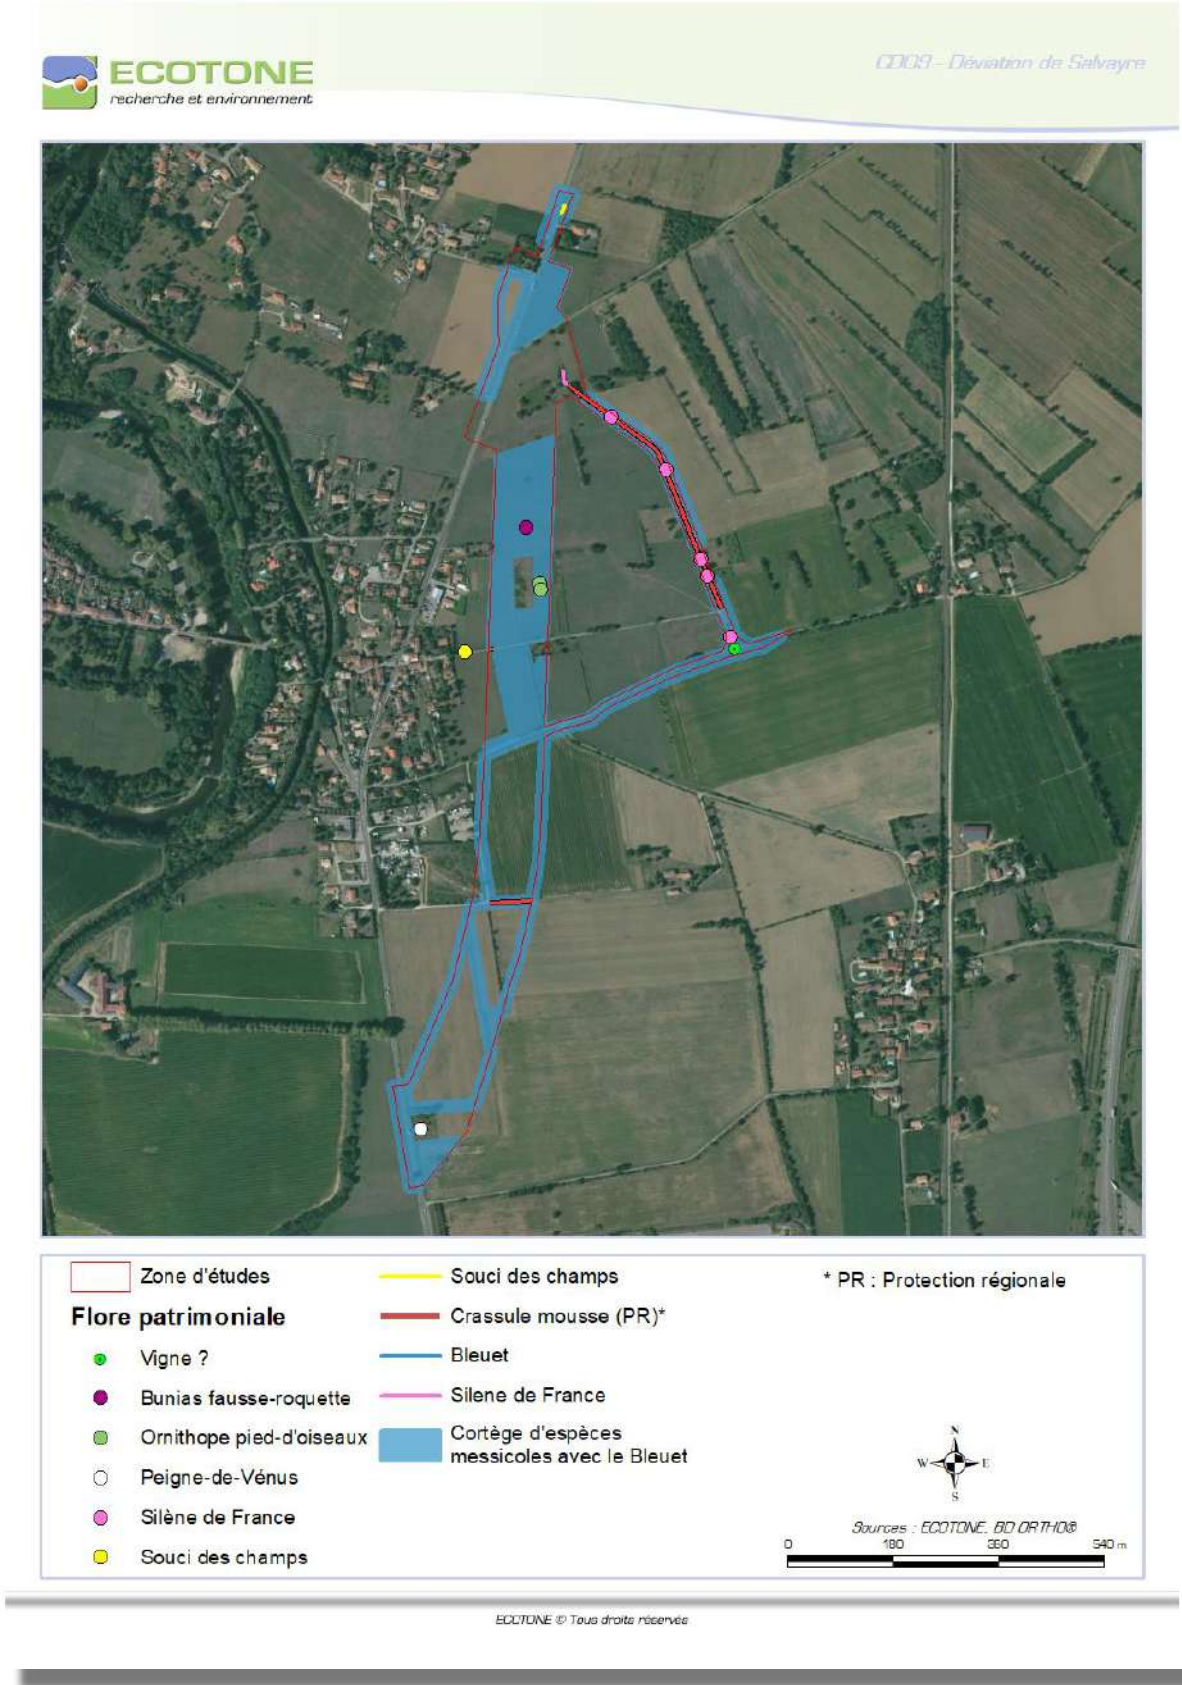 ECOTONE
recherche et environnement
CD09 - Déviation de Salvayre
Zone d'études
Flore patrimoniale
Vigne ?
Bunias fausse-roquette
Ornithope pied-d'oiseaux
Peigne-de-Vénus
Silène de France
Souci des champs
Souci des champs
Crassule mousse (PR)*
Bleuet
Silene de France
Cortège d'espèces
messicoles avec le Bleuet
* PR : Protection régionale
N
W E
S
Sources : ECOTONE, BD ORTHO®
0 180 360 540 m
ECOTONE © Tous droits réservés